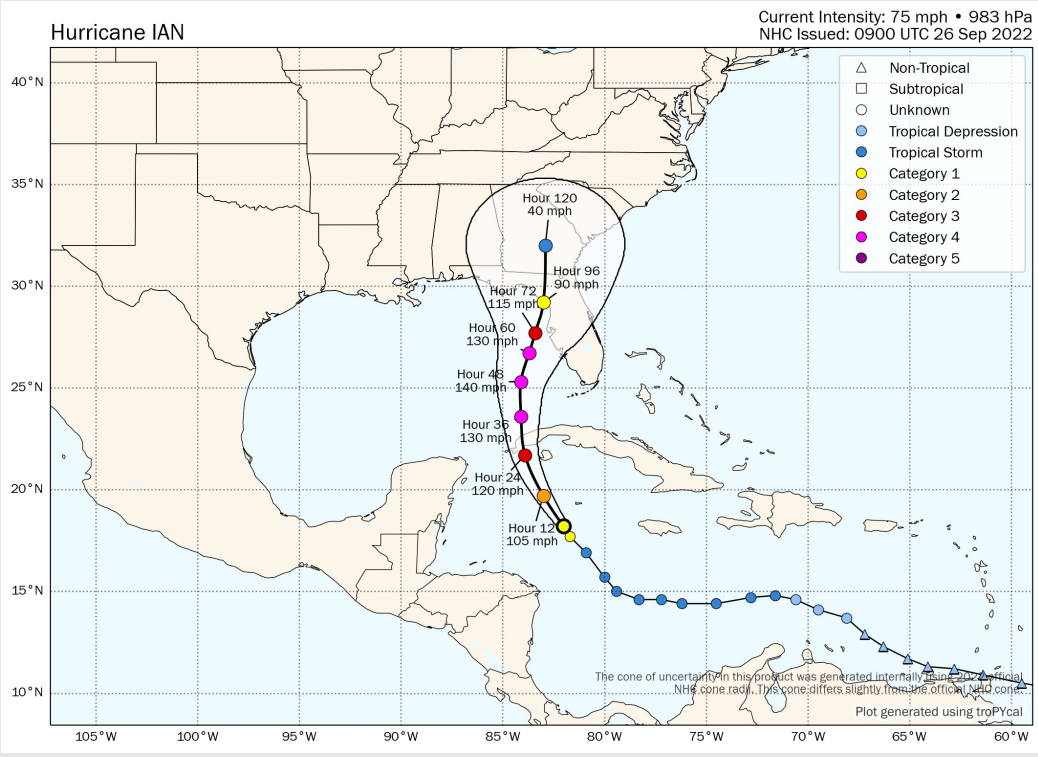 Hurricane IAN
Current Intensity: 75 mph • 983 hPa
NHC Issued: 0900 UTC 26 Sep 2022
Non-Tropical
Subtropical
Unknown
Tropical Depression
Tropical Storm
Category 1
Category 2
Category 3
Category 4
Category 5
40°N
35°N
30°N
25°N
20°N
15°N
10°N
Hour 120
40 mph
Hour 96
90 mph
Hour 72
115 mph
Hour 60
130 mph
Hour 48
140 mph
Hour 36
130 mph
Hour 24
120 mph
Hour 12
105 mph
The cone of uncertainty in this product was generated internally using 2022 official
NHC cone radii. This cone differs slightly from the official NHC cone.
Plot generated using troPYcal
105°W
100°W
95°W
90°W
85°W
80°W
75°W
70°W
65°W
60°W